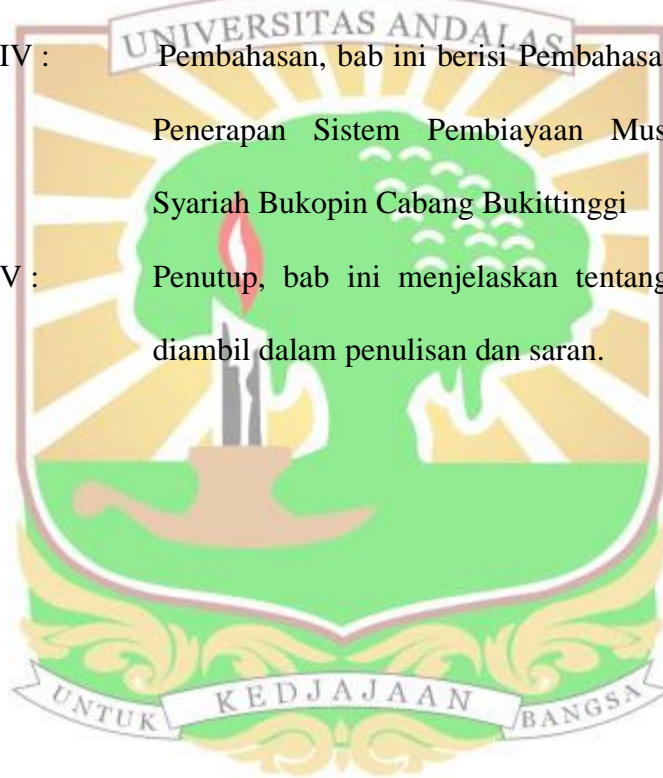 UNIVERSITAS ANDALAS
IV : Pembahasan, bab ini berisi Pembahasa
Penerapan Sistem Pembiayaan Mus
Syariah Bukopin Cabang Bukittinggi
V : Penutup, bab ini menjelaskan tentang
diambil dalam penulisan dan saran.
UNTUK KEDJAJAAN BANGSA